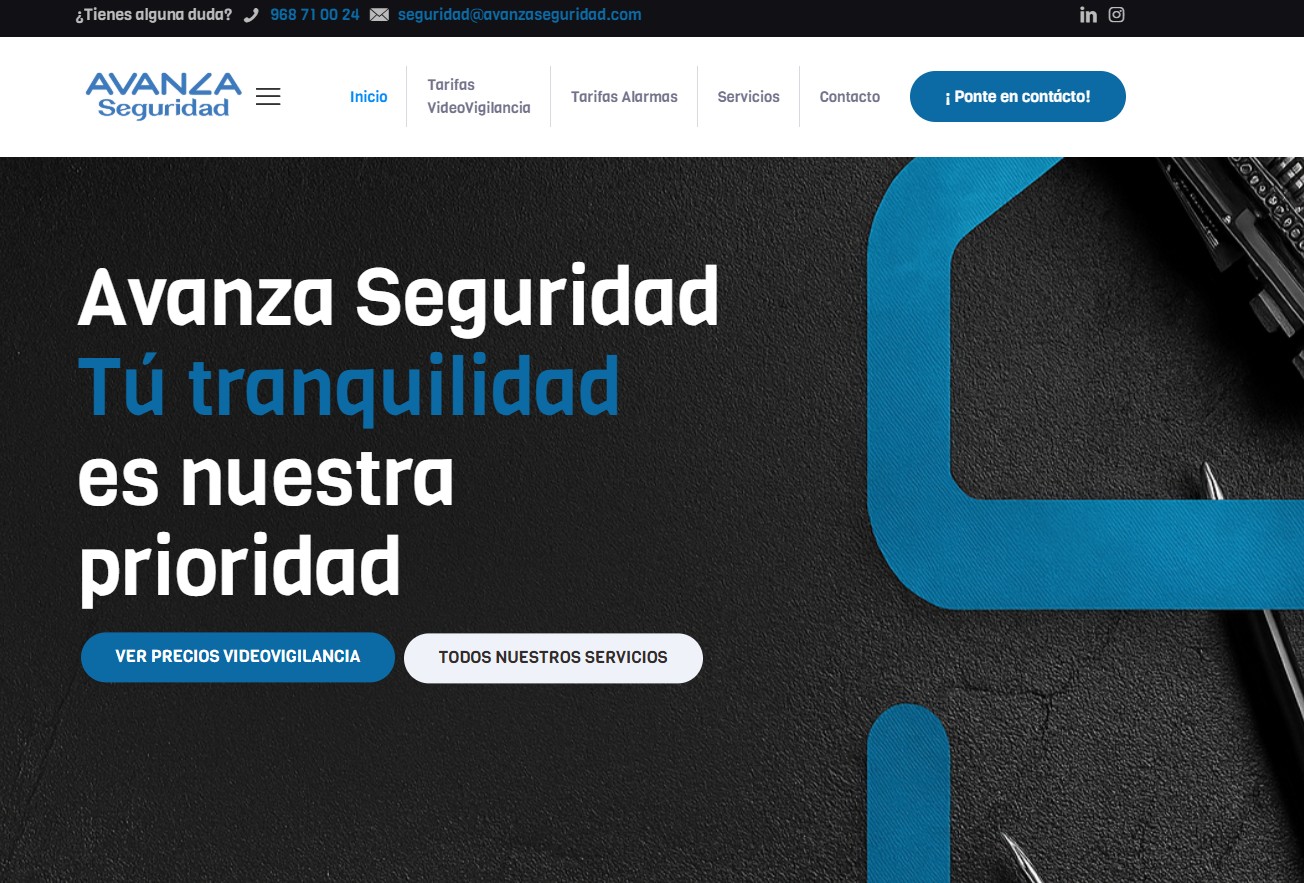 ¿Tienes alguna duda? 968 71 00 24 seguridad@avanzaseguridad.com
AVANZA
Seguridad
Inicio
Tarifas
VideoVigilancia
Tarifas Alarmas
Servicios
Contacto
¡ Ponte en contácto!
Avanza Seguridad
Tú tranquilidad
es nuestra
prioridad
VER PRECIOS VIDEOVIGILANCIA
TODOS NUESTROS SERVICIOS